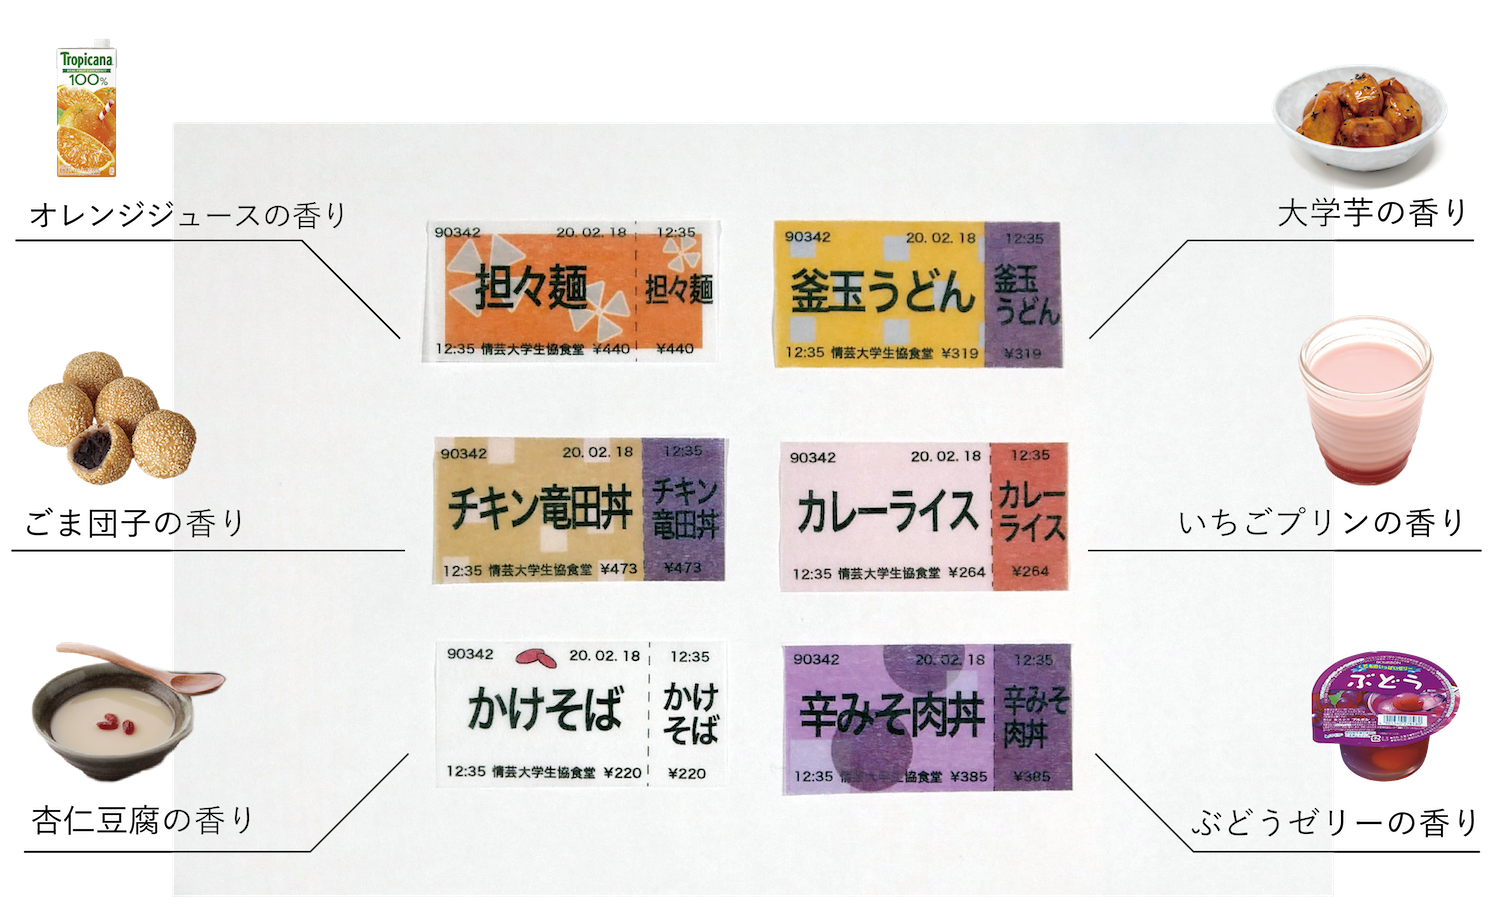 Tropicana
100%
オレンジジュースの香り
大学芋の香り
90342 20.02.18 12:35
担々麺 担々麺
12:35 情芸大学生協食堂 ¥440 ¥440
90342 20.02.18 12:35
釜玉うどん 釜玉
うどん
12:35 情芸大学生協食堂 ¥319 ¥319
ごま団子の香り
いちごプリンの香り
90342 20.02.18 12:35
チキン竜田丼 チキン
竜田丼
12:35 情芸大学生協食堂 ¥473 ¥473
90342 20.02.18 12:35
カレーライス カレー
ライス
12:35 情芸大学生協食堂 ¥264 ¥264
90342 20.02.18 12:35
かけそば かけ
そば
12:35 情芸大学生協食堂 ¥220 ¥220
90342 20.02.18 12:35
辛みそ肉丼 辛みそ
肉丼
12:35 情芸大学生協食堂 ¥385 ¥385
BOURBON
ぶどう
杏仁豆腐の香り
ぶどうゼリーの香り